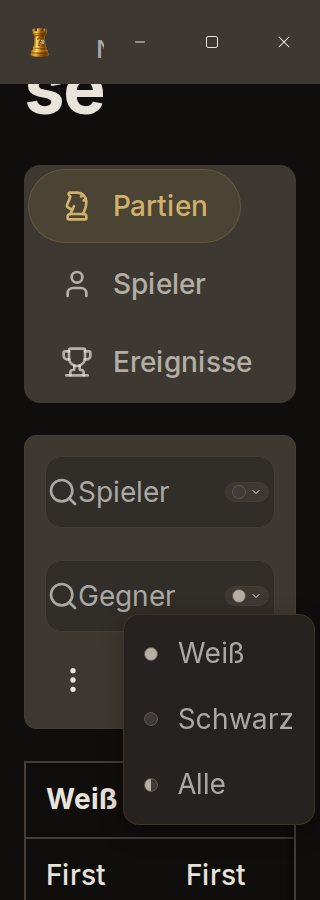 se
Partien
Spieler
Ereignisse
Spieler
Gegner
Weiß
Schwarz
Alle
Weiß
First First